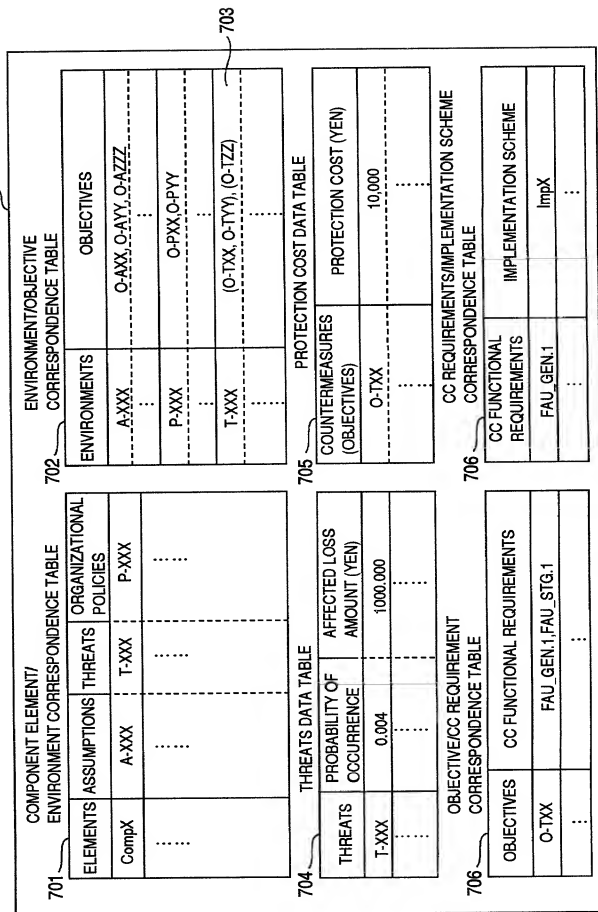 COMPONENT ELEMENT/
ENVIRONMENT CORRESPONDENCE TABLE
701
ELEMENTS ASSUMPTIONS THREATS ORGANIZATIONAL
POLICIES
CompX A-XXX T-XXX P-XXX
...... ...... ...... ......
ENVIRONMENT/OBJECTIVE
CORRESPONDENCE TABLE
702
ENVIRONMENTS OBJECTIVES
A-XXX O-AXX, O-AYY, O-AZZZ
⋮ ⋮
P-XXX O-PXX,O-PYY
⋮ ⋮
T-XXX (O-TXX, O-TYY), (O-TZZ)
...... ......
703
THREATS DATA TABLE
704
THREATS PROBABILITY OF
OCCURRENCE AFFECTED LOSS
AMOUNT (YEN)
T-XXX 0.004 1000.000
...... ...... ......
PROTECTION COST DATA TABLE
705
COUNTERMEASURES
(OBJECTIVES) PROTECTION COST (YEN)
O-TXX 10,000
...... ......
OBJECTIVE/CC REQUIREMENT
CORRESPONDENCE TABLE
706
OBJECTIVES CC FUNCTIONAL REQUIREMENTS
O-TXX FAU_GEN.1,FAU_STG.1
⋮ ⋮
CC REQUIREMENTS/IMPLEMENTATION SCHEME
CORRESPONDENCE TABLE
706
CC FUNCTIONAL
REQUIREMENTS IMPLEMENTATION SCHEME
FAU_GEN.1 ImpX
⋮ ⋮